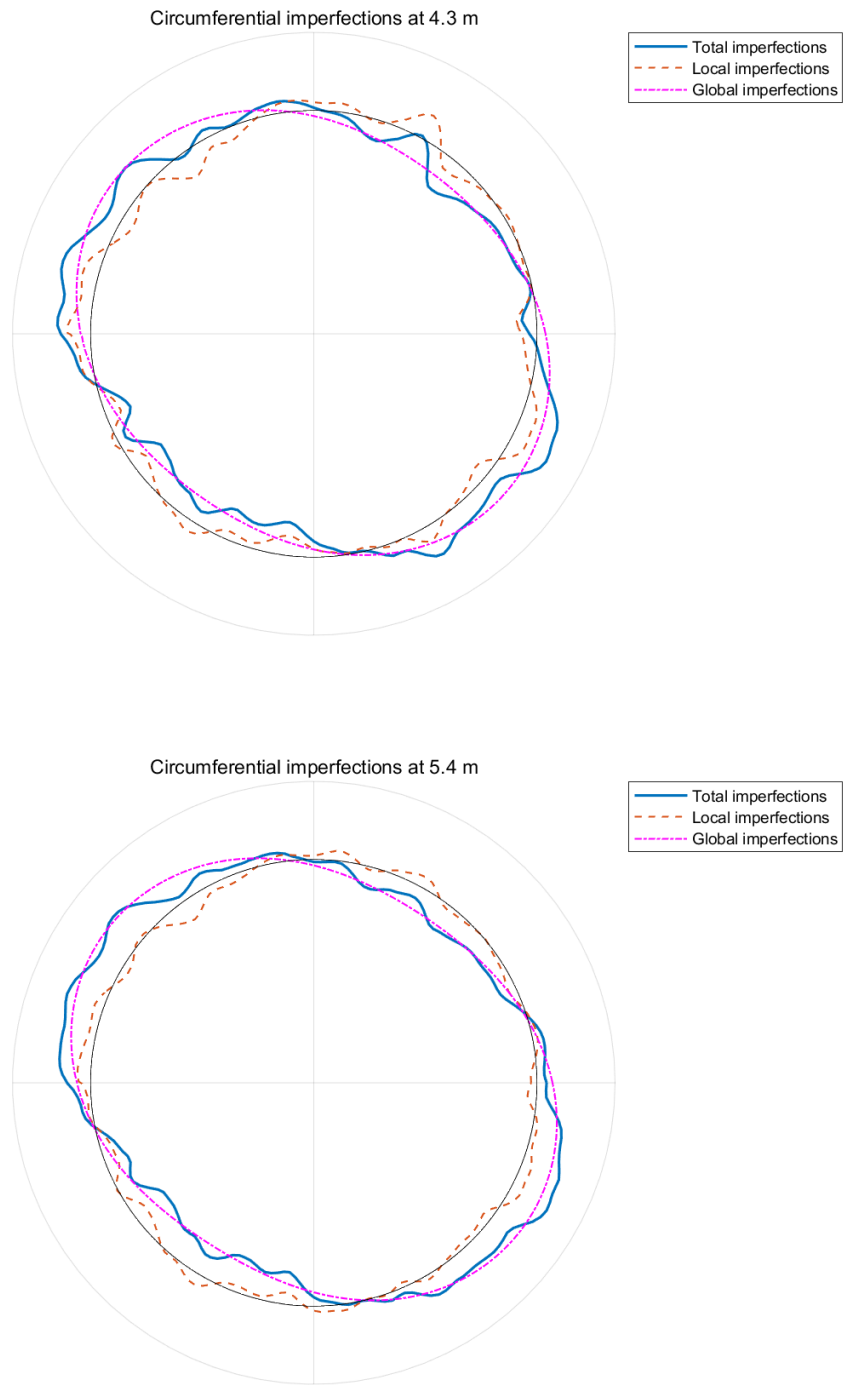 Circumferential imperfections at 4.3 m
Total imperfections
Local imperfections
Global imperfections
Circumferential imperfections at 5.4 m
Total imperfections
Local imperfections
Global imperfections